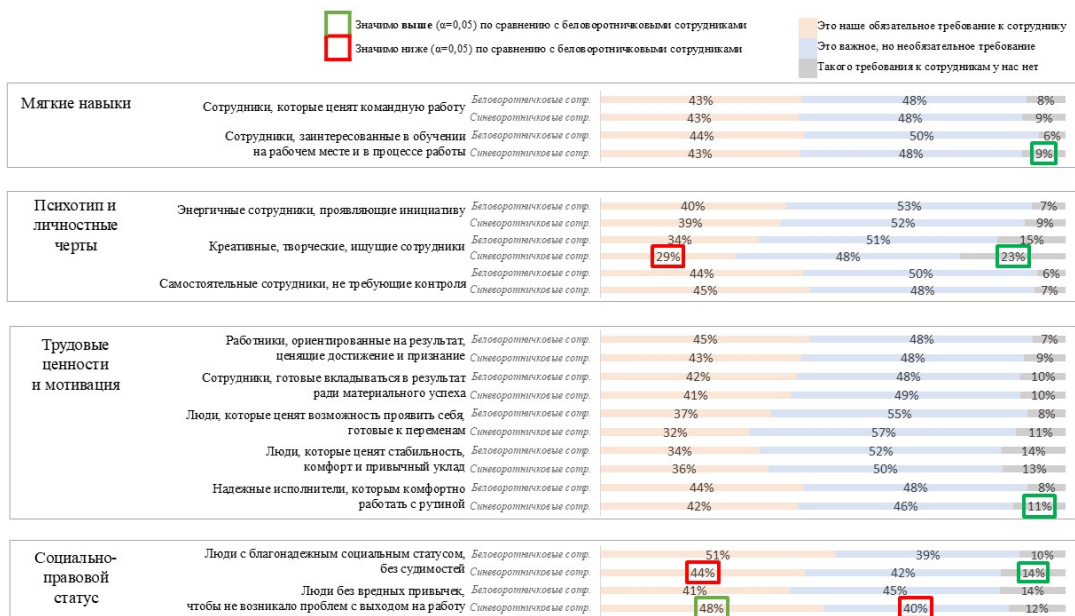 Значимо выше (α=0,05) по сравнению с беловоротничковыми сотрудниками
Значимо ниже (α=0,05) по сравнению с беловоротничковыми сотрудниками
Это наше обязательное требование к сотруднику
Это важное, но необязательное требование
Такого требования к сотрудникам у нас нет
Мягкие навыки
Сотрудники, которые ценят командную работу
Беловоротничковые сотр. 43% 48% 8%
Синеворотничковые сотр. 43% 48% 9%
Сотрудники, заинтересованные в обучении
на рабочем месте и в процессе работы
Беловоротничковые сотр. 44% 50% 6%
Синеворотничковые сотр. 43% 48% 9%
Психотип и
личностные
черты
Энергичные сотрудники, проявляющие инициативу
Беловоротничковые сотр. 40% 53% 7%
Синеворотничковые сотр. 39% 52% 9%
Креативные, творческие, ищущие сотрудники
Беловоротничковые сотр. 34% 51% 15%
Синеворотничковые сотр. 29% 48% 23%
Самостоятельные сотрудники, не требующие контроля
Беловоротничковые сотр. 44% 50% 6%
Синеворотничковые сотр. 45% 48% 7%
Трудовые
ценности
и мотивация
Работники, ориентированные на результат,
ценящие достижение и признание
Беловоротничковые сотр. 45% 48% 7%
Синеворотничковые сотр. 43% 48% 9%
Сотрудники, готовые вкладываться в результат
ради материального успеха
Беловоротничковые сотр. 42% 48% 10%
Синеворотничковые сотр. 41% 49% 10%
Люди, которые ценят возможность проявить себя,
готовые к переменам
Беловоротничковые сотр. 37% 55% 8%
Синеворотничковые сотр. 32% 57% 11%
Люди, которые ценят стабильность,
комфорт и привычный уклад
Беловоротничковые сотр. 34% 52% 14%
Синеворотничковые сотр. 36% 50% 13%
Надежные исполнители, которым комфортно
работать с рутиной
Беловоротничковые сотр. 44% 48% 8%
Синеворотничковые сотр. 42% 46% 11%
Социально-
правовой
статус
Люди с благонадежным социальным статусом,
без судимостей
Беловоротничковые сотр. 51% 39% 10%
Синеворотничковые сотр. 44% 42% 14%
Люди без вредных привычек,
чтобы не возникало проблем с выходом на работу
Беловоротничковые сотр. 41% 45% 14%
Синеворотничковые сотр. 48% 40% 12%